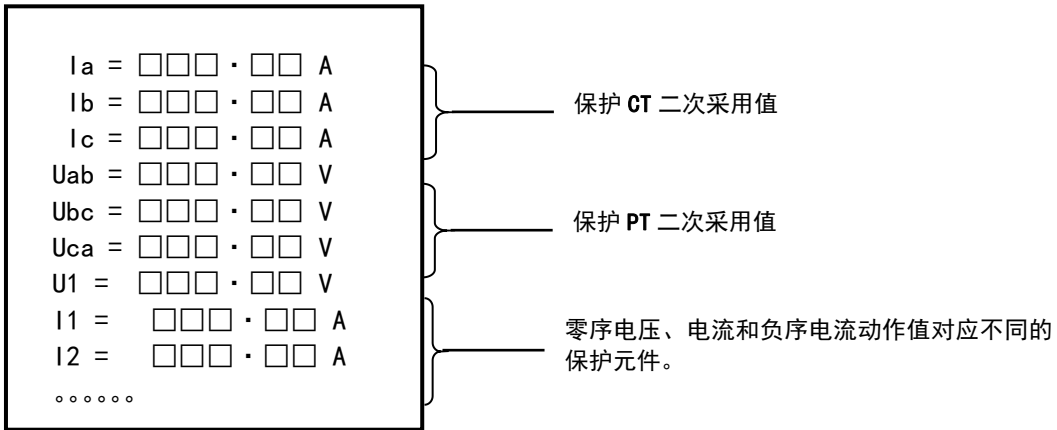 Ia = □□□·□□ A
Ib = □□□·□□ A
Ic = □□□·□□ A
Uab = □□□·□□ V
Ubc = □□□·□□ V
Uca = □□□·□□ V
U1 = □□□·□□ V
I1 = □□□·□□ A
I2 = □□□·□□ A
。。。。。。
保护 CT 二次采用值
保护 PT 二次采用值
零序电压、电流和负序电流动作值对应不同的
保护元件。